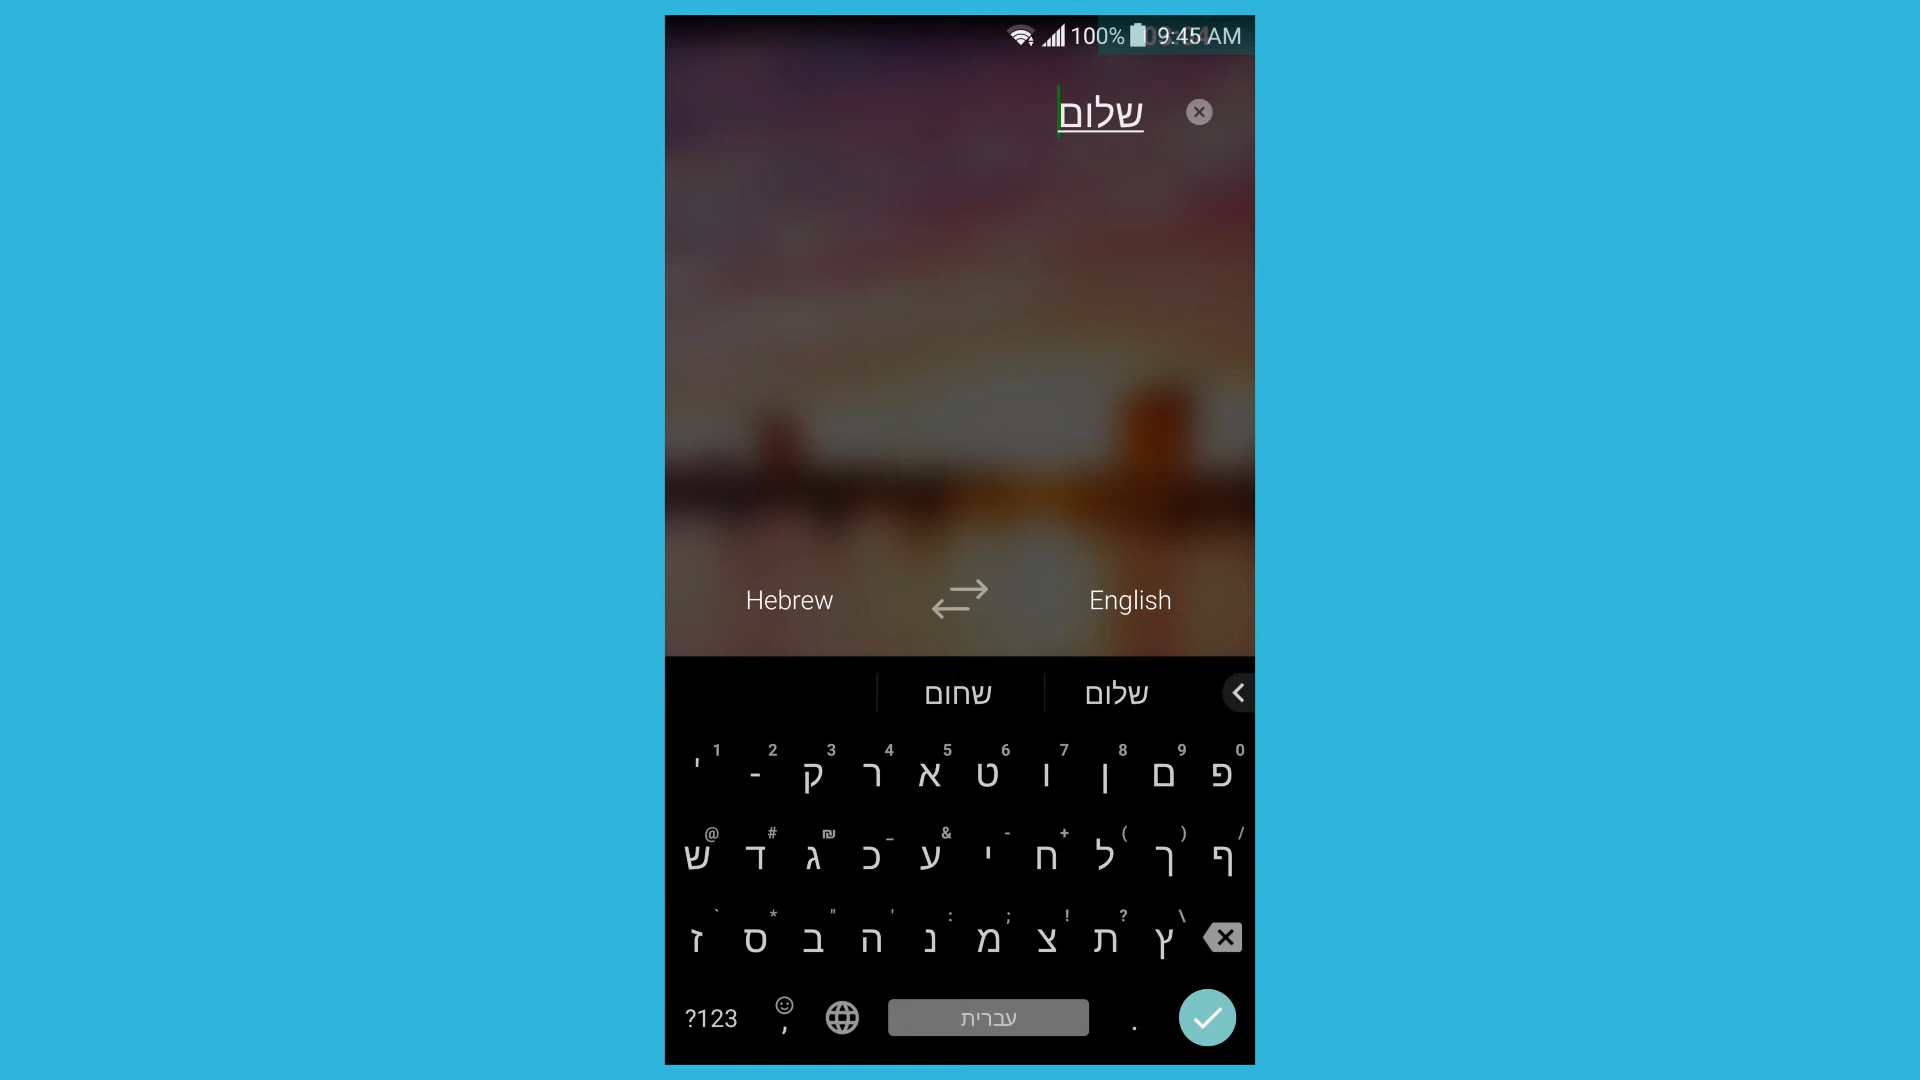 100% 9:45 AM
שלום
Hebrew English
שחום שלום
1 2 3 4 5 6 7 8 9 0
' - ק ר א ט ו ן ם פ
@ # ₪ _ & - + ( ) /
ש ד ג כ ע י ח ל ך ף
` * " ' : ; ! ? \
ז ס ב ה נ מ צ ת ץ
?123 , עברית .